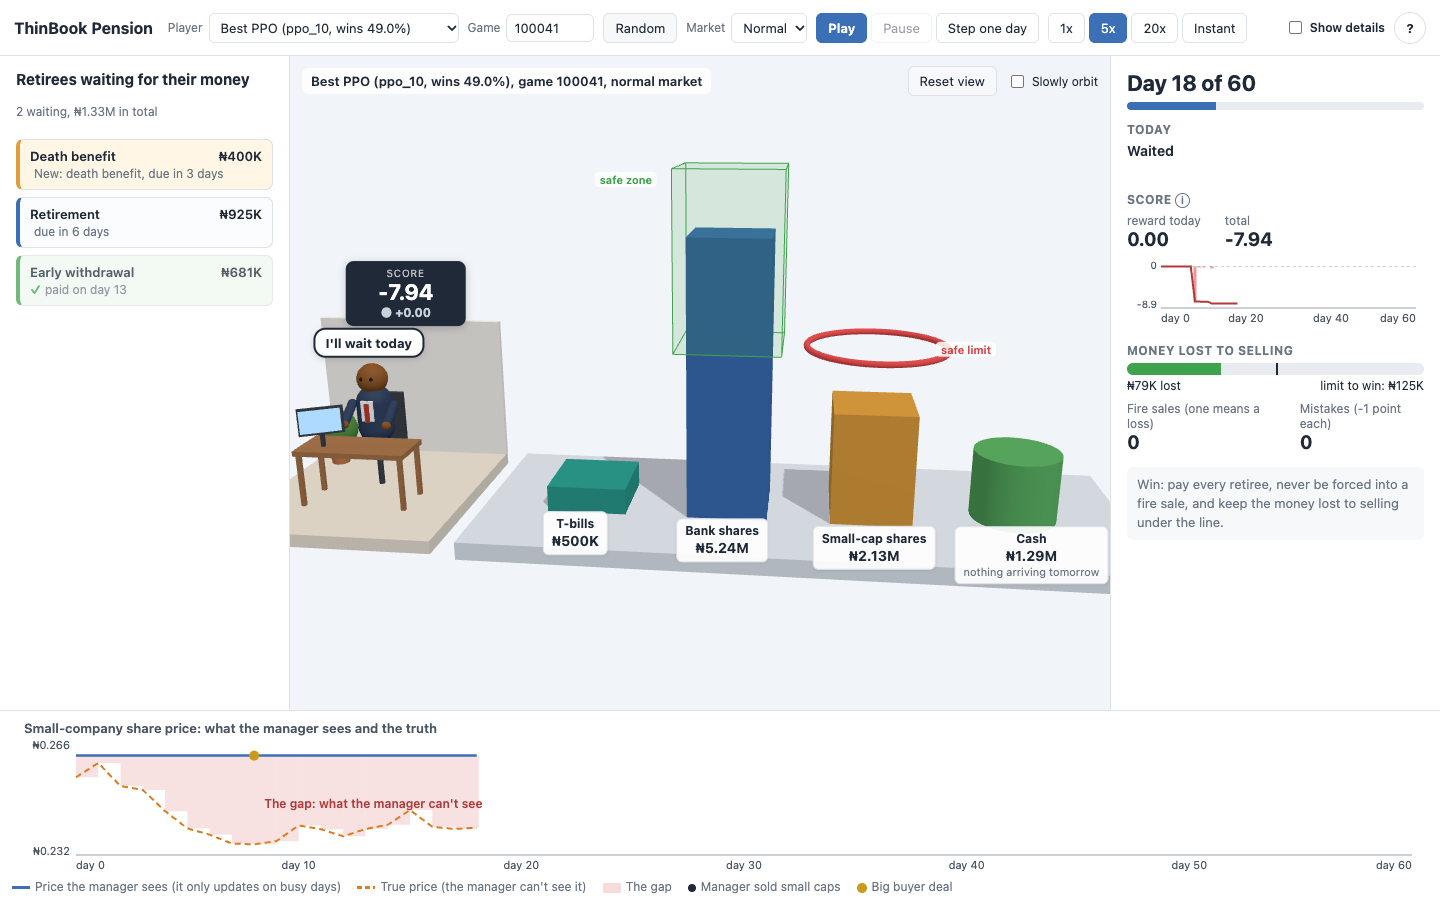 ThinBook Pension
Player
Best PPO (ppo_10, wins 49.0%)
Game
100041
Random
Market
Normal
Play
Pause
Step one day
1x
5x
20x
Instant
Show details
?
Retirees waiting for their money
2 waiting, ₦1.33M in total
Death benefit ₦400K
New: death benefit, due in 3 days
Retirement ₦925K
due in 6 days
Early withdrawal ₦681K
✓ paid on day 13
Best PPO (ppo_10, wins 49.0%), game 100041, normal market
Reset view
Slowly orbit
safe zone
SCORE
-7.94
+0.00
I'll wait today
safe limit
T-bills
₦500K
Bank shares
₦5.24M
Small-cap shares
₦2.13M
Cash
₦1.29M
nothing arriving tomorrow
Day 18 of 60
TODAY
Waited
SCORE i
reward today total
0.00 -7.94
0
-8.9
day 0 day 20 day 40 day 60
MONEY LOST TO SELLING
₦79K lost limit to win: ₦125K
Fire sales (one means a loss)
0
Mistakes (-1 point each)
0
Win: pay every retiree, never be forced into a
fire sale, and keep the money lost to selling
under the line.
Small-company share price: what the manager sees and the truth
₦0.266
The gap: what the manager can't see
₦0.232
day 0 day 10 day 20 day 30 day 40 day 50 day 60
Price the manager sees (it only updates on busy days) True price (the manager can't see it) The gap Manager sold small caps Big buyer deal